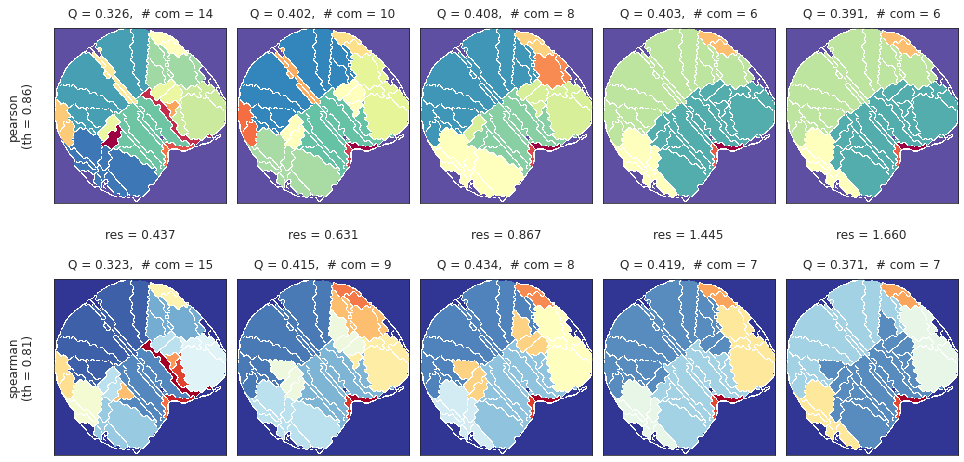 Q = 0.326,  # com = 14
Q = 0.402,  # com = 10
Q = 0.408,  # com = 8
Q = 0.403,  # com = 6
Q = 0.391,  # com = 6
pearson
(th = 0.86)
res = 0.437
res = 0.631
res = 0.867
res = 1.445
res = 1.660
Q = 0.323,  # com = 15
Q = 0.415,  # com = 9
Q = 0.434,  # com = 8
Q = 0.419,  # com = 7
Q = 0.371,  # com = 7
spearman
(th = 0.81)